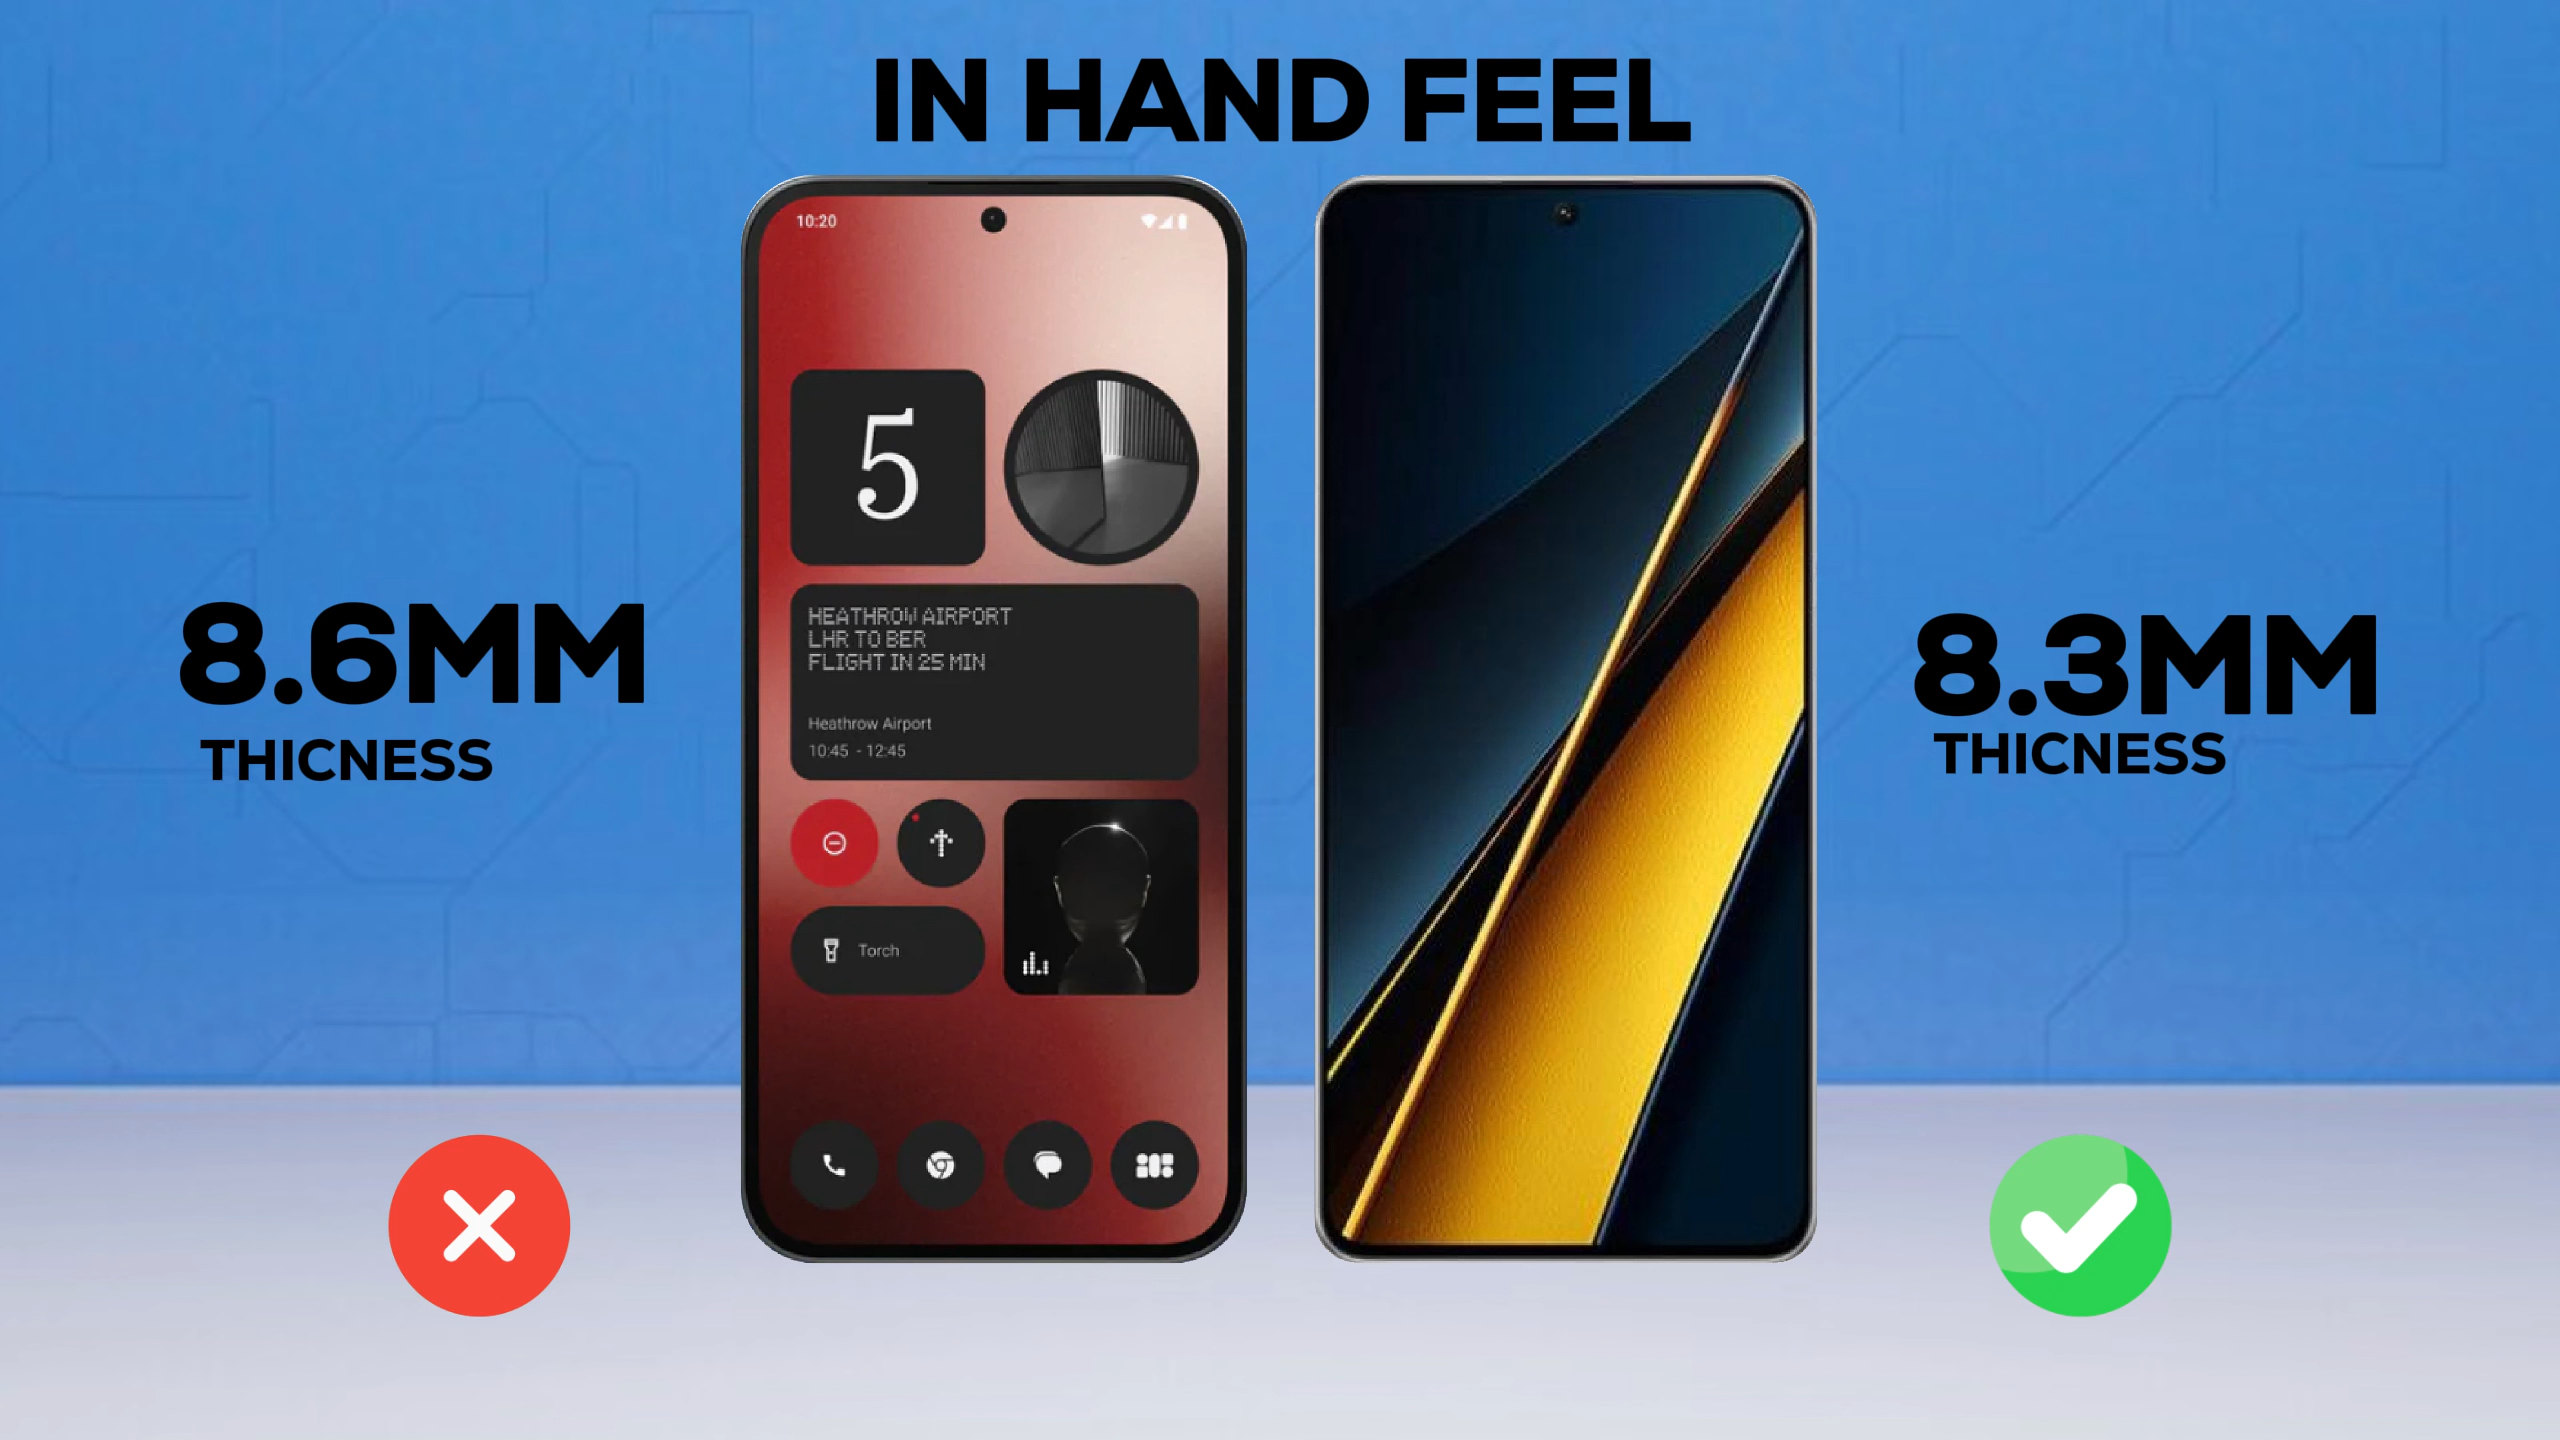 IN HAND FEEL
10:20
5
HEATHROW AIRPORT
LHR TO BER
FLIGHT IN 25 MIN
Heathrow Airport
10:45 - 12:45
Torch
8.6MM
THICNESS
8.3MM
THICNESS